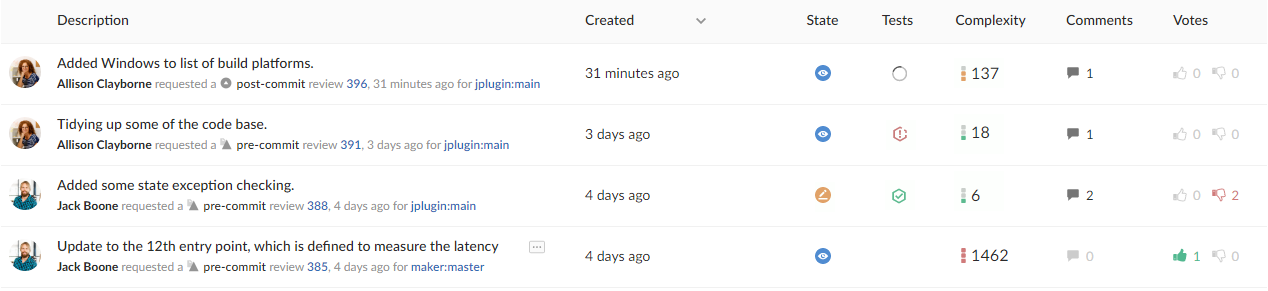 Description Created State Tests Complexity Comments Votes
Added Windows to list of build platforms.
Allison Clayborne requested a post-commit review 396, 31 minutes ago for jplugin:main
31 minutes ago 137 1 0 0
Tidying up some of the code base.
Allison Clayborne requested a pre-commit review 391, 3 days ago for jplugin:main
3 days ago 18 1 0 0
Added some state exception checking.
Jack Boone requested a pre-commit review 388, 4 days ago for jplugin:main
4 days ago 6 2 0 2
Update to the 12th entry point, which is defined to measure the latency
Jack Boone requested a pre-commit review 385, 4 days ago for maker:master
4 days ago 1462 0 1 0